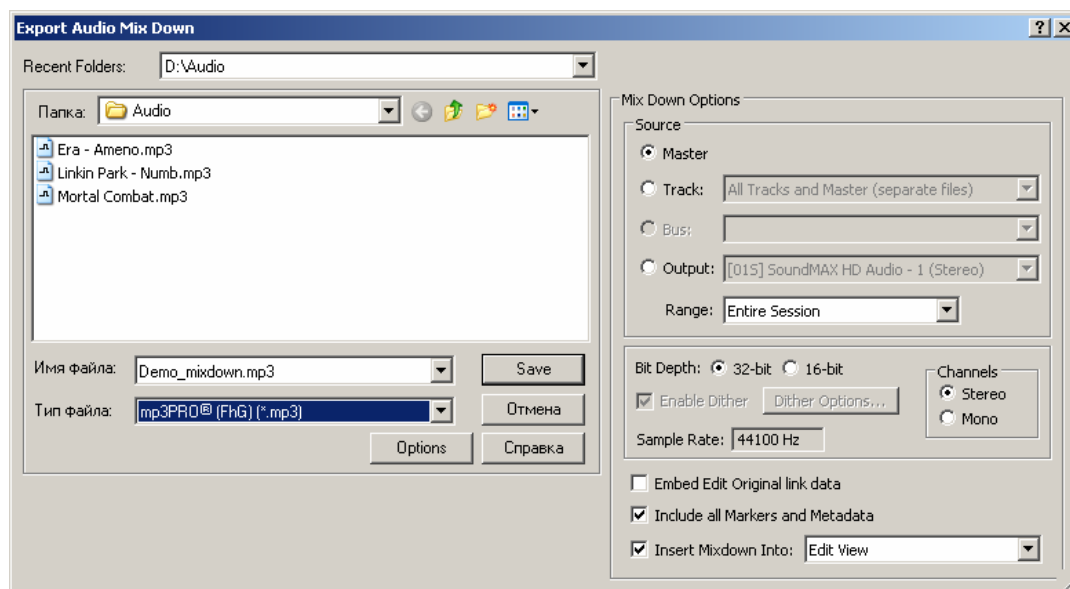 Export Audio Mix Down
Recent Folders: D:\Audio
Папка: Audio
Era - Ameno.mp3
Linkin Park - Numb.mp3
Mortal Combat.mp3
Имя файла: Demo_mixdown.mp3 Save
Тип файла: mp3PRO® (FhG) (*.mp3) Отмена
Options Справка
Mix Down Options
Source
Master
Track: All Tracks and Master (separate files)
Bus:
Output: [01S] SoundMAX HD Audio - 1 (Stereo)
Range: Entire Session
Bit Depth: 32-bit 16-bit
Enable Dither Dither Options...
Sample Rate: 44100 Hz
Channels
Stereo
Mono
Embed Edit Original link data
Include all Markers and Metadata
Insert Mixdown Into: Edit View